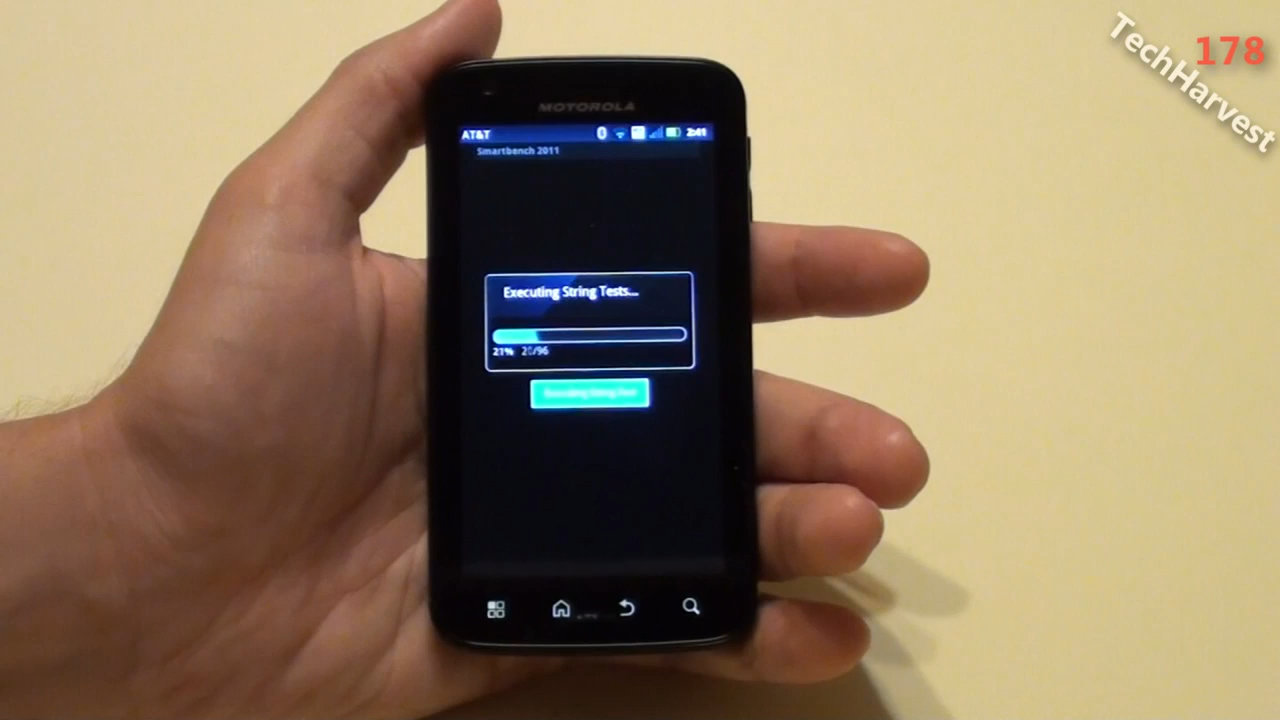 TechHarvest
178
MOTOROLA
AT&T 2:41
Smartbench 2011
Executing String Tests...
21%